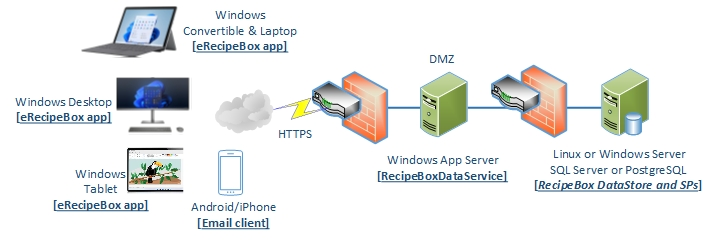 Windows
Convertible & Laptop
[eRecipeBox app]
DMZ
Windows Desktop
[eRecipeBox app]
HTTPS
Windows App Server
[RecipeBoxDataService]
Linux or Windows Server
SQL Server or PostgreSQL
[RecipeBox DataStore and SPs]
Windows
Tablet
[eRecipeBox app]
Android/iPhone
[Email client]